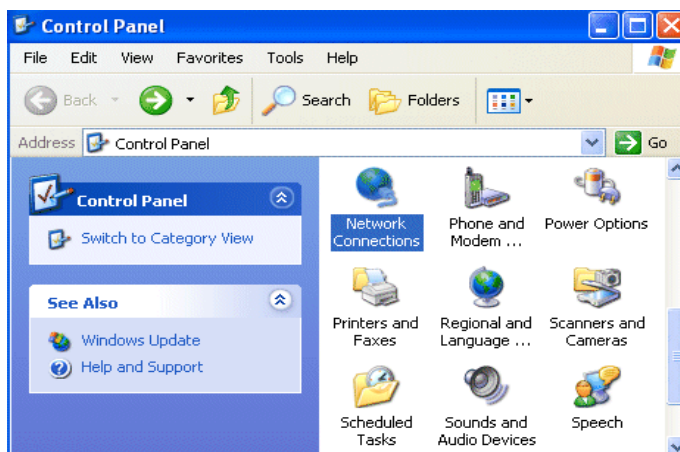 Control Panel
File Edit View Favorites Tools Help
Back Search Folders
Address Control Panel Go
Control Panel
Switch to Category View
See Also
Windows Update
Help and Support
Network
Connections
Phone and
Modem ...
Power Options
Printers and
Faxes
Regional and
Language ...
Scanners and
Cameras
Scheduled
Tasks
Sounds and
Audio Devices
Speech